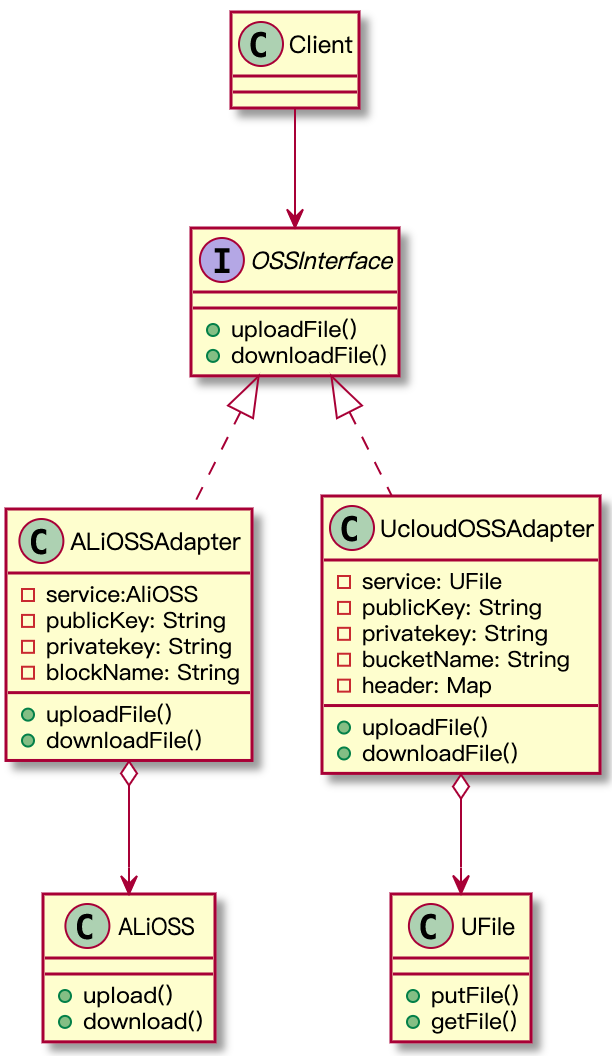 C Client
I OSSInterface
uploadFile()
downloadFile()
C ALiOSSAdapter
service:AliOSS
publicKey: String
privatekey: String
blockName: String
uploadFile()
downloadFile()
C UcloudOSSAdapter
service: UFile
publicKey: String
privatekey: String
bucketName: String
header: Map
uploadFile()
downloadFile()
C ALiOSS
upload()
download()
C UFile
putFile()
getFile()